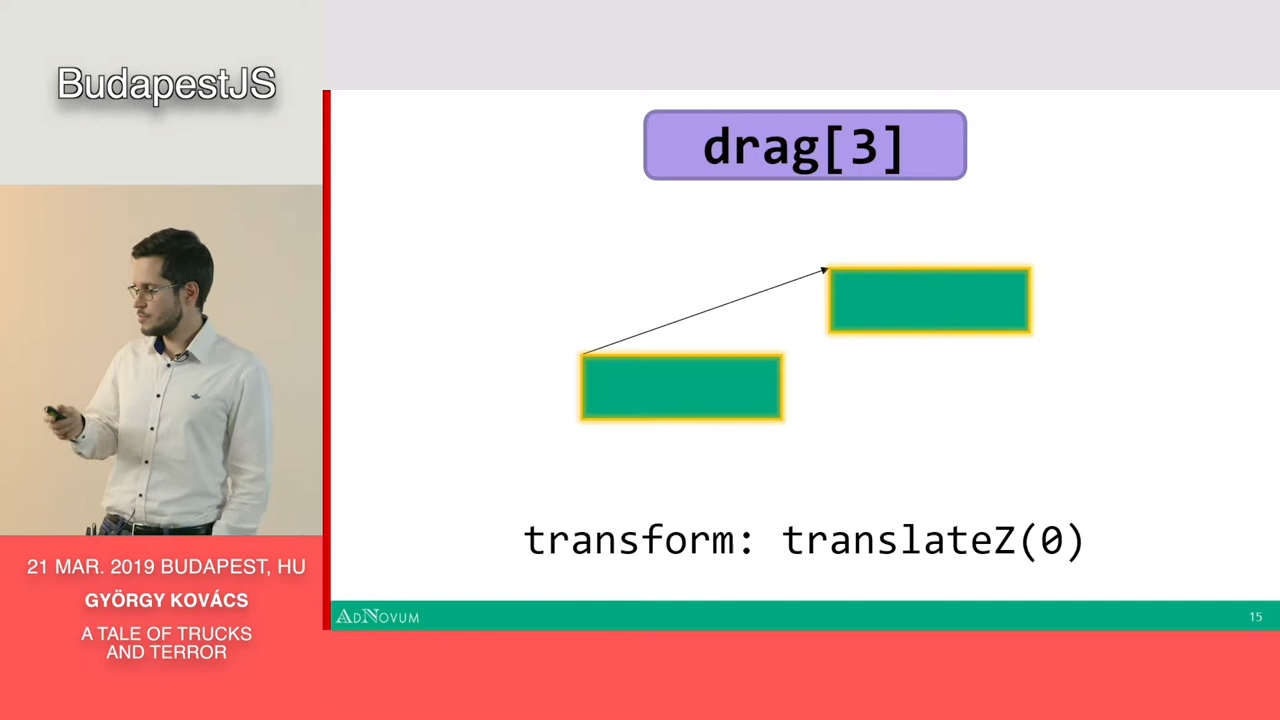 BudapestJS
drag[3]
transform: translateZ(0)
ADNOVUM
15
21 MAR. 2019 BUDAPEST, HU
GYÖRGY KOVÁCS
A TALE OF TRUCKS
AND TERROR